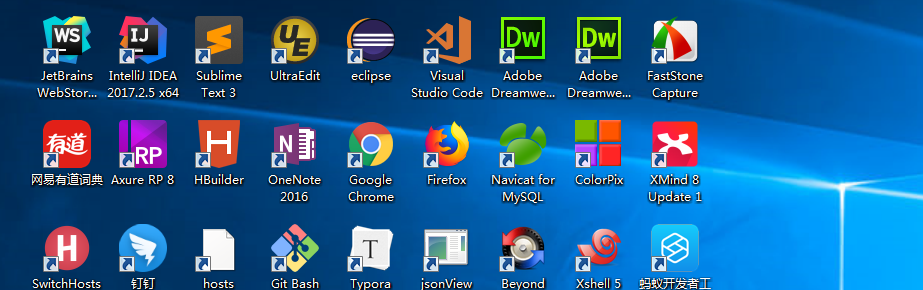 WS
IJ
UE
Dw
Dw
JetBrains
WebStor...
IntelliJ IDEA
2017.2.5 x64
Sublime
Text 3
UltraEdit
eclipse
Visual
Studio Code
Adobe
Dreamwe...
Adobe
Dreamwe...
FastStone
Capture
有道
RP
N
网易有道词典
Axure RP 8
HBuilder
OneNote
2016
Google
Chrome
Firefox
Navicat for
MySQL
ColorPix
XMind 8
Update 1
H
T
SwitchHosts
钉钉
hosts
Git Bash
Typora
jsonView
Beyond
Xshell 5
蚂蚁开发者工